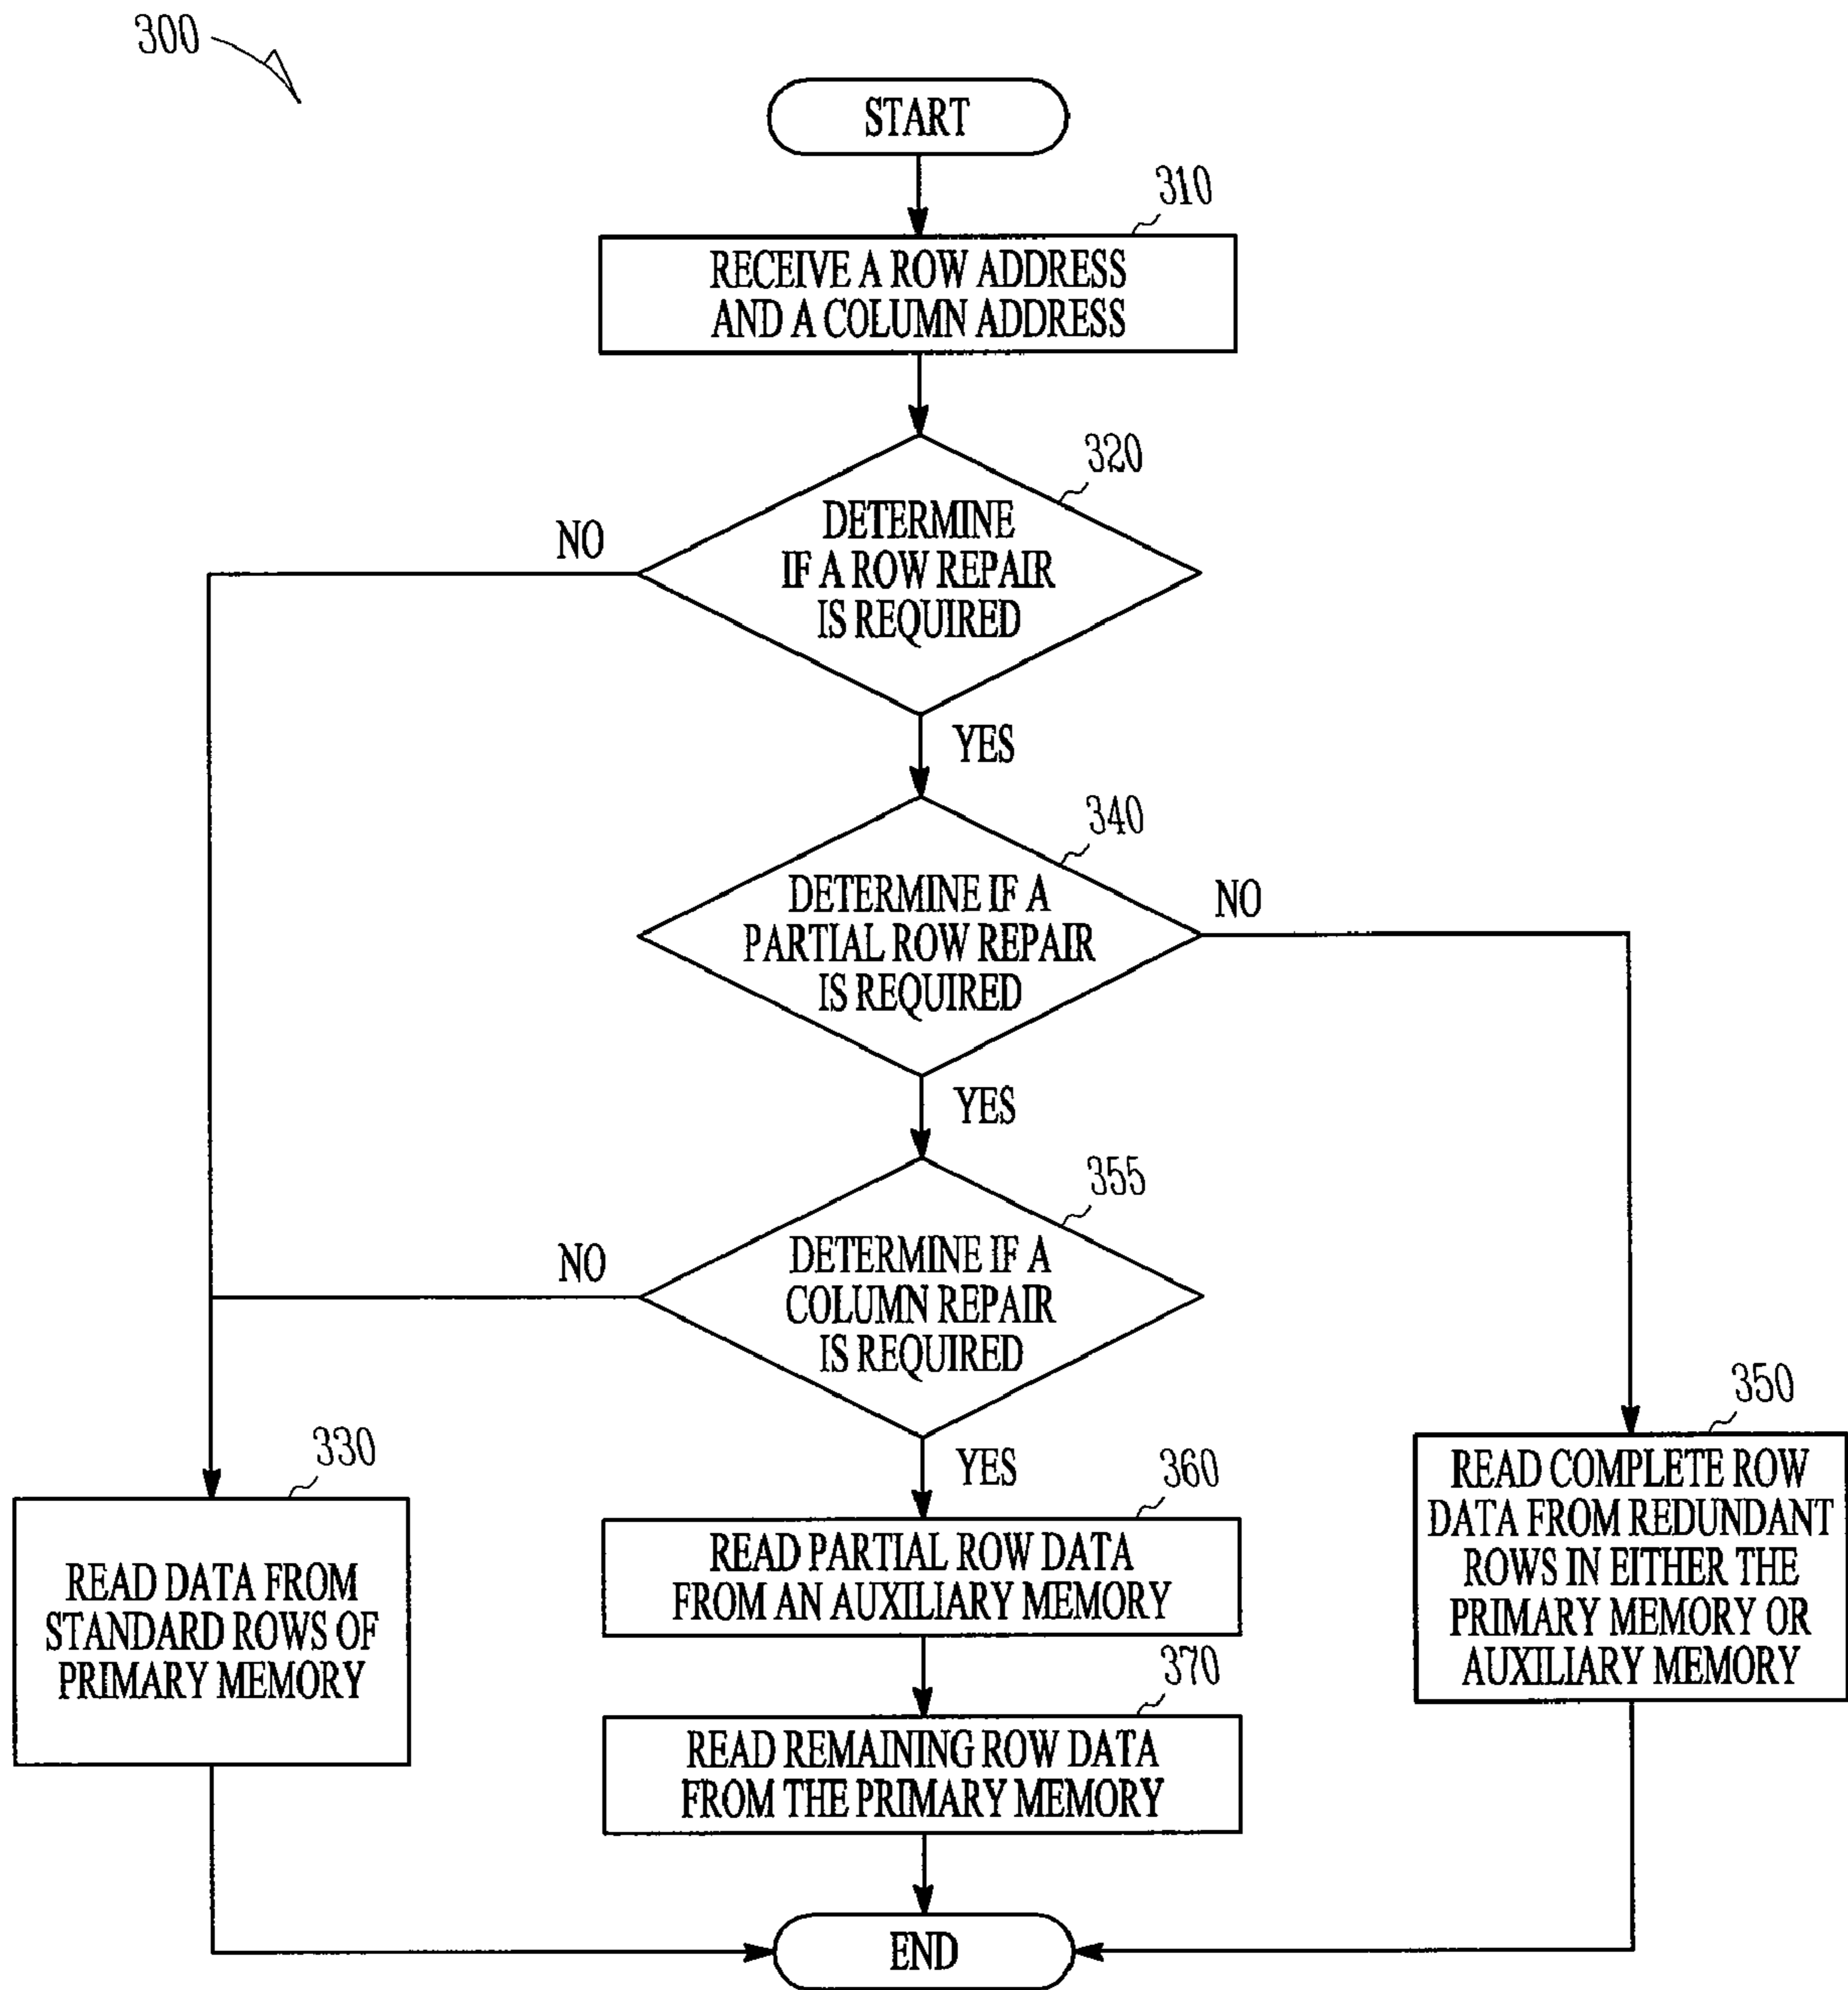 300
START
310
RECEIVE A ROW ADDRESS
AND A COLUMN ADDRESS
320
DETERMINE
IF A ROW REPAIR
IS REQUIRED
NO
YES
340
DETERMINE IF A
PARTIAL ROW REPAIR
IS REQUIRED
NO
YES
355
DETERMINE IF A
COLUMN REPAIR
IS REQUIRED
NO
YES
330
READ DATA FROM
STANDARD ROWS OF
PRIMARY MEMORY
360
READ PARTIAL ROW DATA
FROM AN AUXILIARY MEMORY
370
READ REMAINING ROW DATA
FROM THE PRIMARY MEMORY
350
READ COMPLETE ROW
DATA FROM REDUNDANT
ROWS IN EITHER THE
PRIMARY MEMORY OR
AUXILIARY MEMORY
END